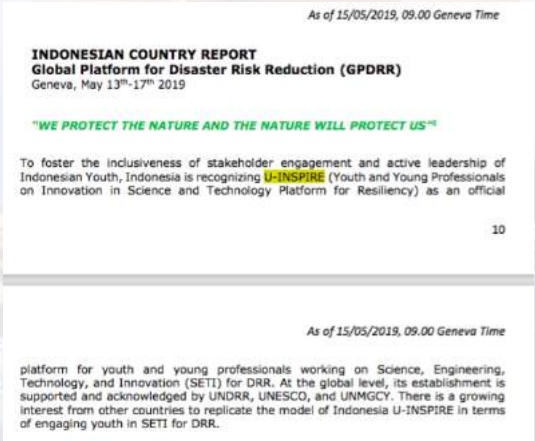 As of 15/05/2019, 09.00 Geneva Time
INDONESIAN COUNTRY REPORT
Global Platform for Disaster Risk Reduction (GPDRR)
Geneva, May 13th-17th 2019
"WE PROTECT THE NATURE AND THE NATURE WILL PROTECT US"
To foster the inclusiveness of stakeholder engagement and active leadership of
Indonesian Youth, Indonesia is recognizing U-INSPIRE (Youth and Young Professionals
on Innovation in Science and Technology Platform for Resiliency) as an official
10
As of 15/05/2019, 09.00 Geneva Time
platform for youth and young professionals working on Science, Engineering,
Technology, and Innovation (SETI) for DRR. At the global level, its establishment is
supported and acknowledged by UNDRR, UNESCO, and UNMGCY. There is a growing
interest from other countries to replicate the model of Indonesia U-INSPIRE in terms
of engaging youth in SETI for DRR.